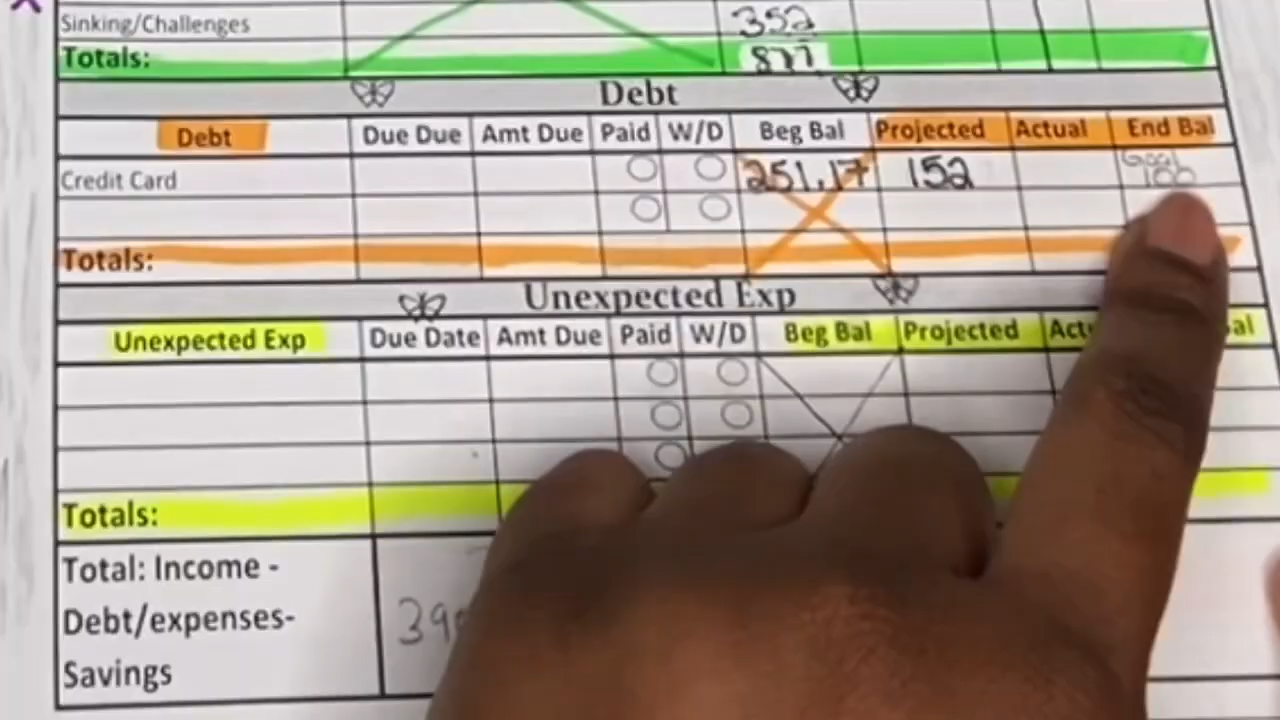 Sinking/Challenges 352
Totals: 877
Debt
Debt Due Due Amt Due Paid W/D Beg Bal Projected Actual End Bal
Credit Card 251.17 152 Goal 100
Totals:
Unexpected Exp
Unexpected Exp Due Date Amt Due Paid W/D Beg Bal Projected
Totals:
Total: Income -
Debt/expenses-
Savings